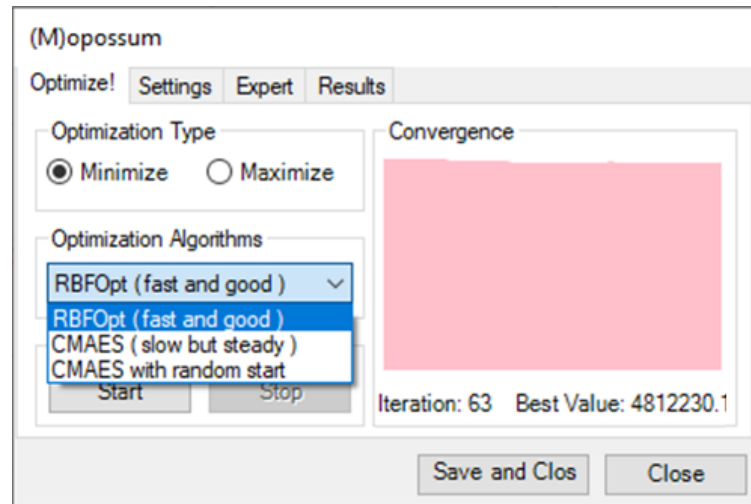 (M)opossum
Optimize! Settings Expert Results
Optimization Type
Minimize Maximize
Convergence
Optimization Algorithms
RBFOpt ( fast and good )
RBFOpt ( fast and good )
CMAES ( slow but steady )
CMAES with random start
Start Stop
Iteration: 63 Best Value: 4812230.1
Save and Clos Close